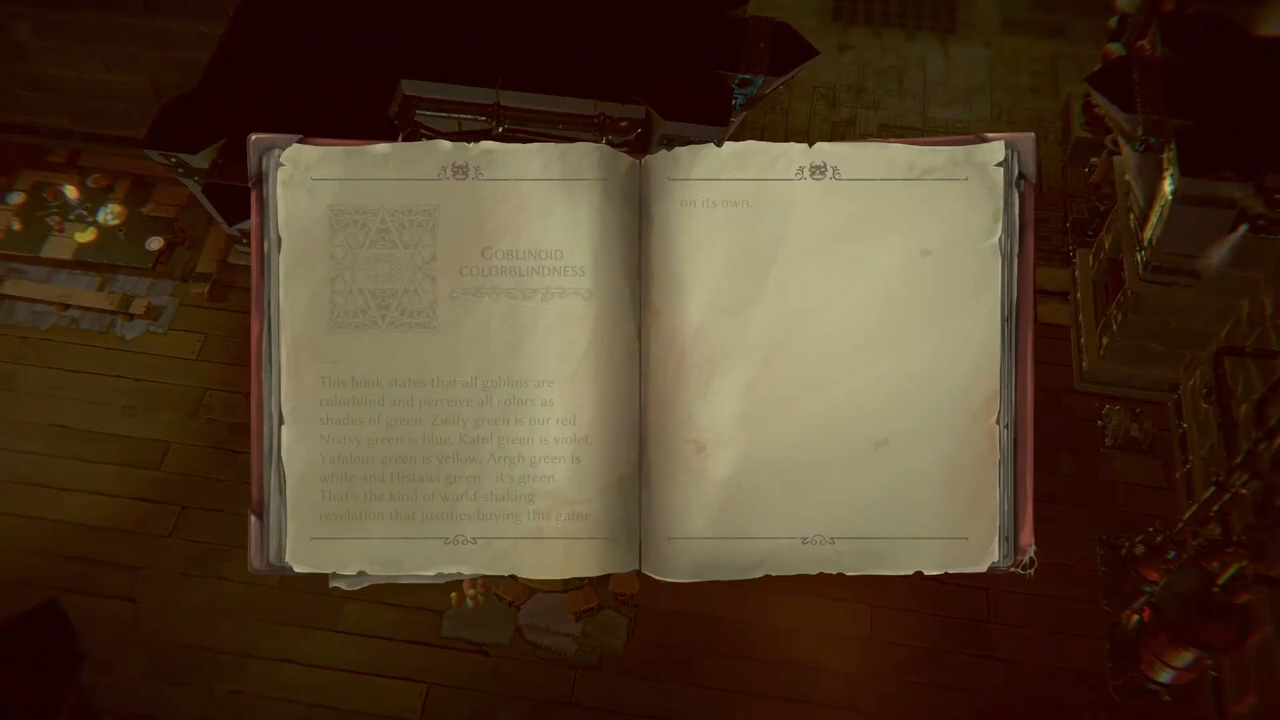 GOBLINOID
COLORBLINDNESS
This book states that all goblins are
colorblind and perceive all colors as
shades of green. Zwify green is our red.
Niatsy green is blue, Katol green is violet,
Yafalouz green is yellow, Arrgh green is
white and Histawi green—it's green.
That's the kind of world-shaking
revelation that justifies buying this game
on its own.